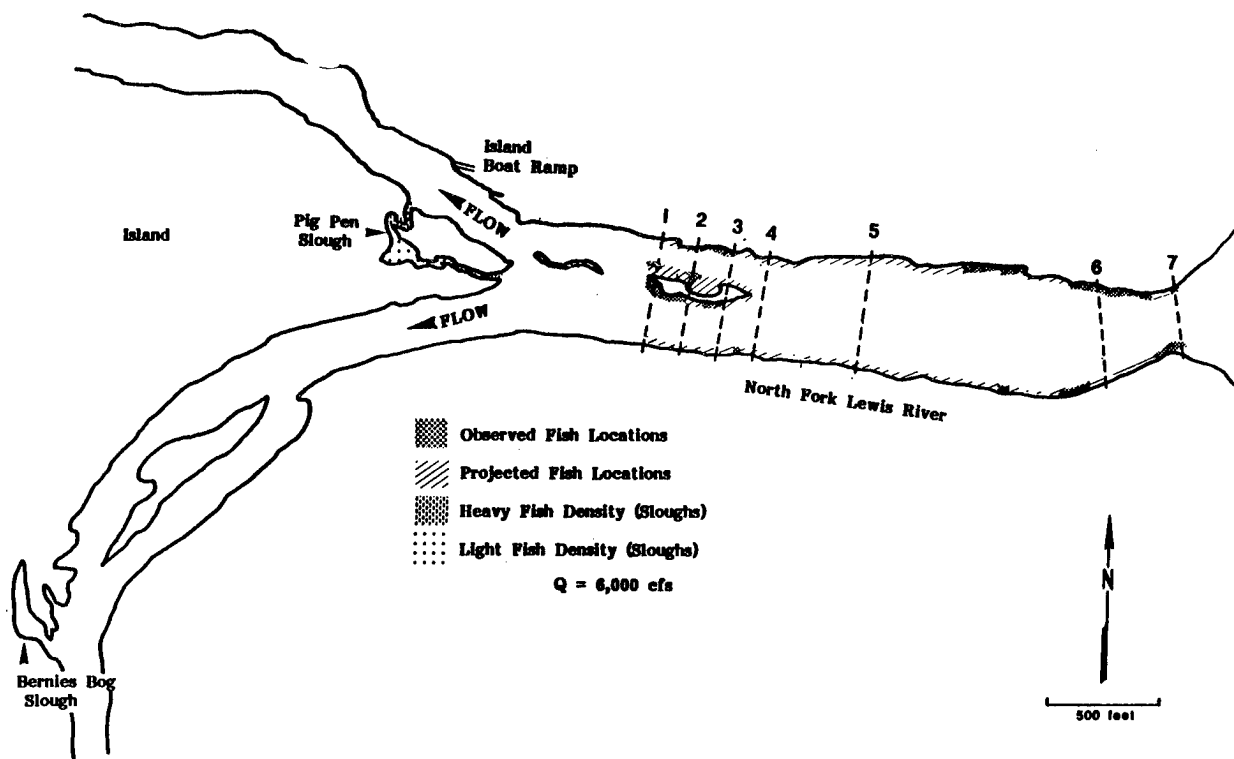 Island
Boat Ramp
FLOW
Pig Pen
Slough
Island
1
2
3
4
5
6
7
FLOW
North Fork Lewis River
Observed Fish Locations
Projected Fish Locations
Heavy Fish Density (Sloughs)
Light Fish Density (Sloughs)
Q = 6,000 cfs
N
500 feet
Bernies Bog
Slough